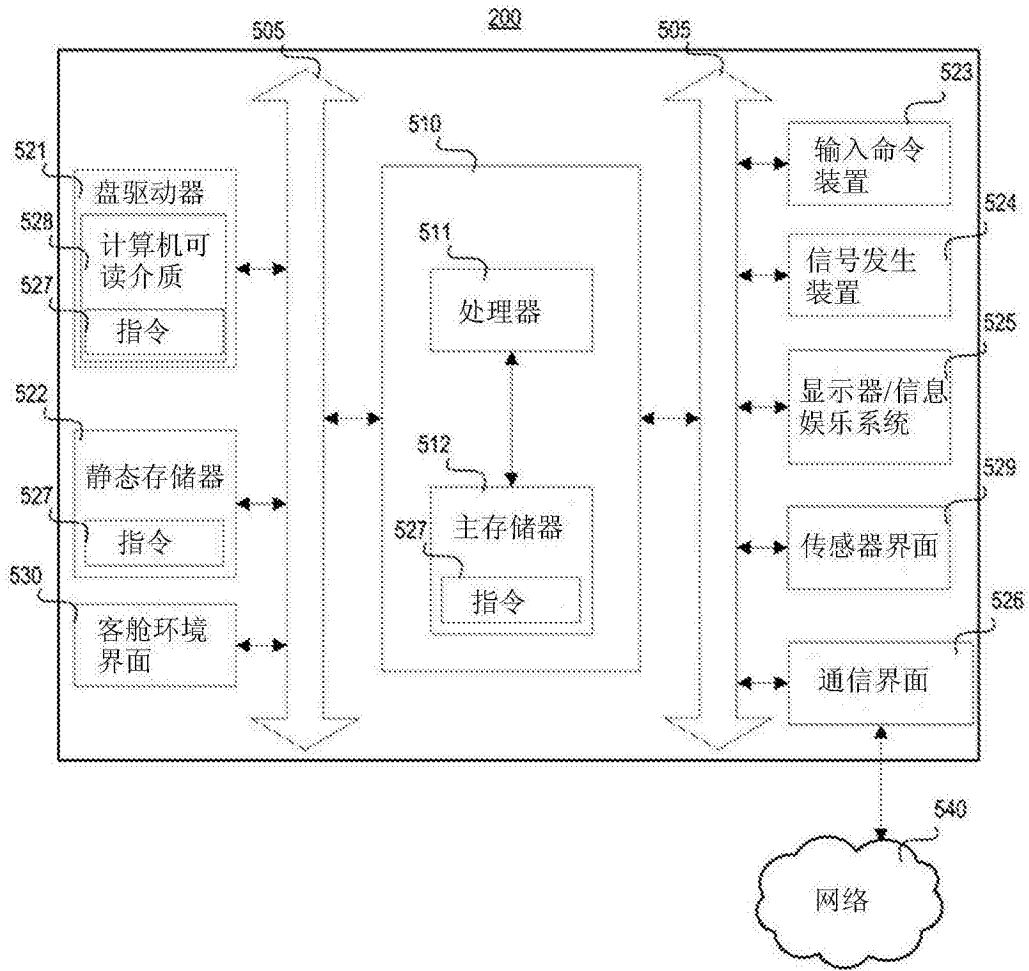 200
505
505
523
输入命令
装置
510
521
盘驱动器
528
计算机可
读介质
527
指令
511
处理器
524
信号发生
装置
525
显示器/信息
娱乐系统
522
静态存储器
527
指令
512
主存储器
527
指令
529
传感器界面
530
客舱环境
界面
526
通信界面
540
网络